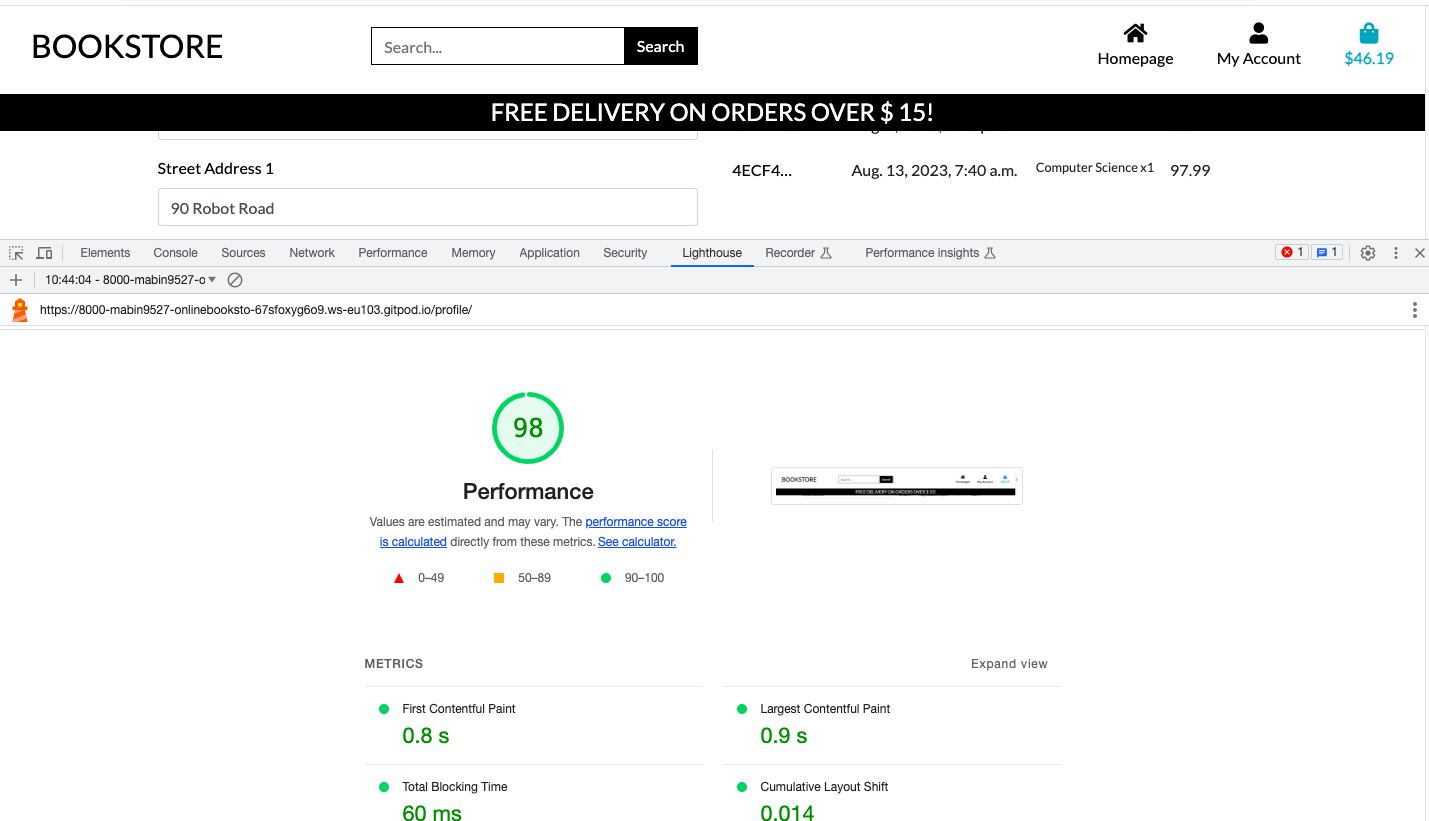 BOOKSTORE
Search...
Search
Homepage
My Account
$46.19
FREE DELIVERY ON ORDERS OVER $ 15!
Street Address 1
90 Robot Road
4ECF4...
Aug. 13, 2023, 7:40 a.m.
Computer Science x1
97.99
Elements
Console
Sources
Network
Performance
Memory
Application
Security
Lighthouse
Recorder
Performance insights
1
1
10:44:04 - 8000-mabin9527-o
https://8000-mabin9527-onlinebooksto-67sfoxyg6o9.ws-eu103.gitpod.io/profile/
98
Performance
Values are estimated and may vary. The performance score
is calculated directly from these metrics. See calculator.
0–49
50–89
90–100
BOOKSTORE
FREE DELIVERY ON ORDERS OVER $ 15!
METRICS
Expand view
First Contentful Paint
0.8 s
Largest Contentful Paint
0.9 s
Total Blocking Time
60 ms
Cumulative Layout Shift
0.014